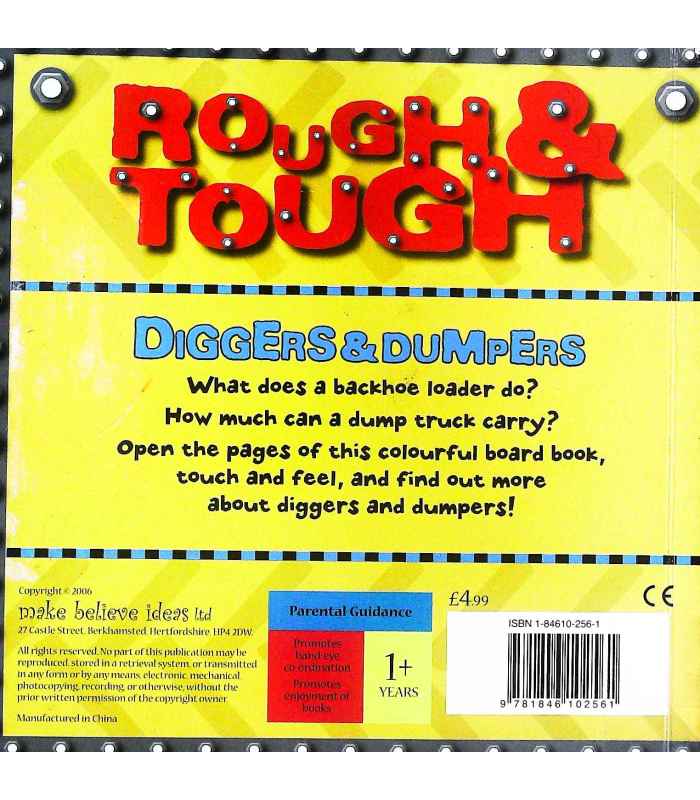 ROUGH &
TOUGH
DIGGERS & DUMPERS
What does a backhoe loader do?
How much can a dump truck carry?
Open the pages of this colourful board book,
touch and feel, and find out more
about diggers and dumpers!
Copyright © 2006
make believe ideas ltd
27 Castle Street, Berkhamsted, Hertfordshire, HP4 2DW.
All rights reserved. No part of this publication may be
reproduced, stored in a retrieval system, or transmitted
in any form or by any means, electronic, mechanical,
photocopying, recording, or otherwise, without the
prior written permission of the copyright owner.
Manufactured in China
Parental Guidance
Promotes
hand-eye
co-ordination
Promotes
enjoyment of
books
1+
YEARS
£4.99
CE
ISBN 1-84610-256-1
9 781846 102561